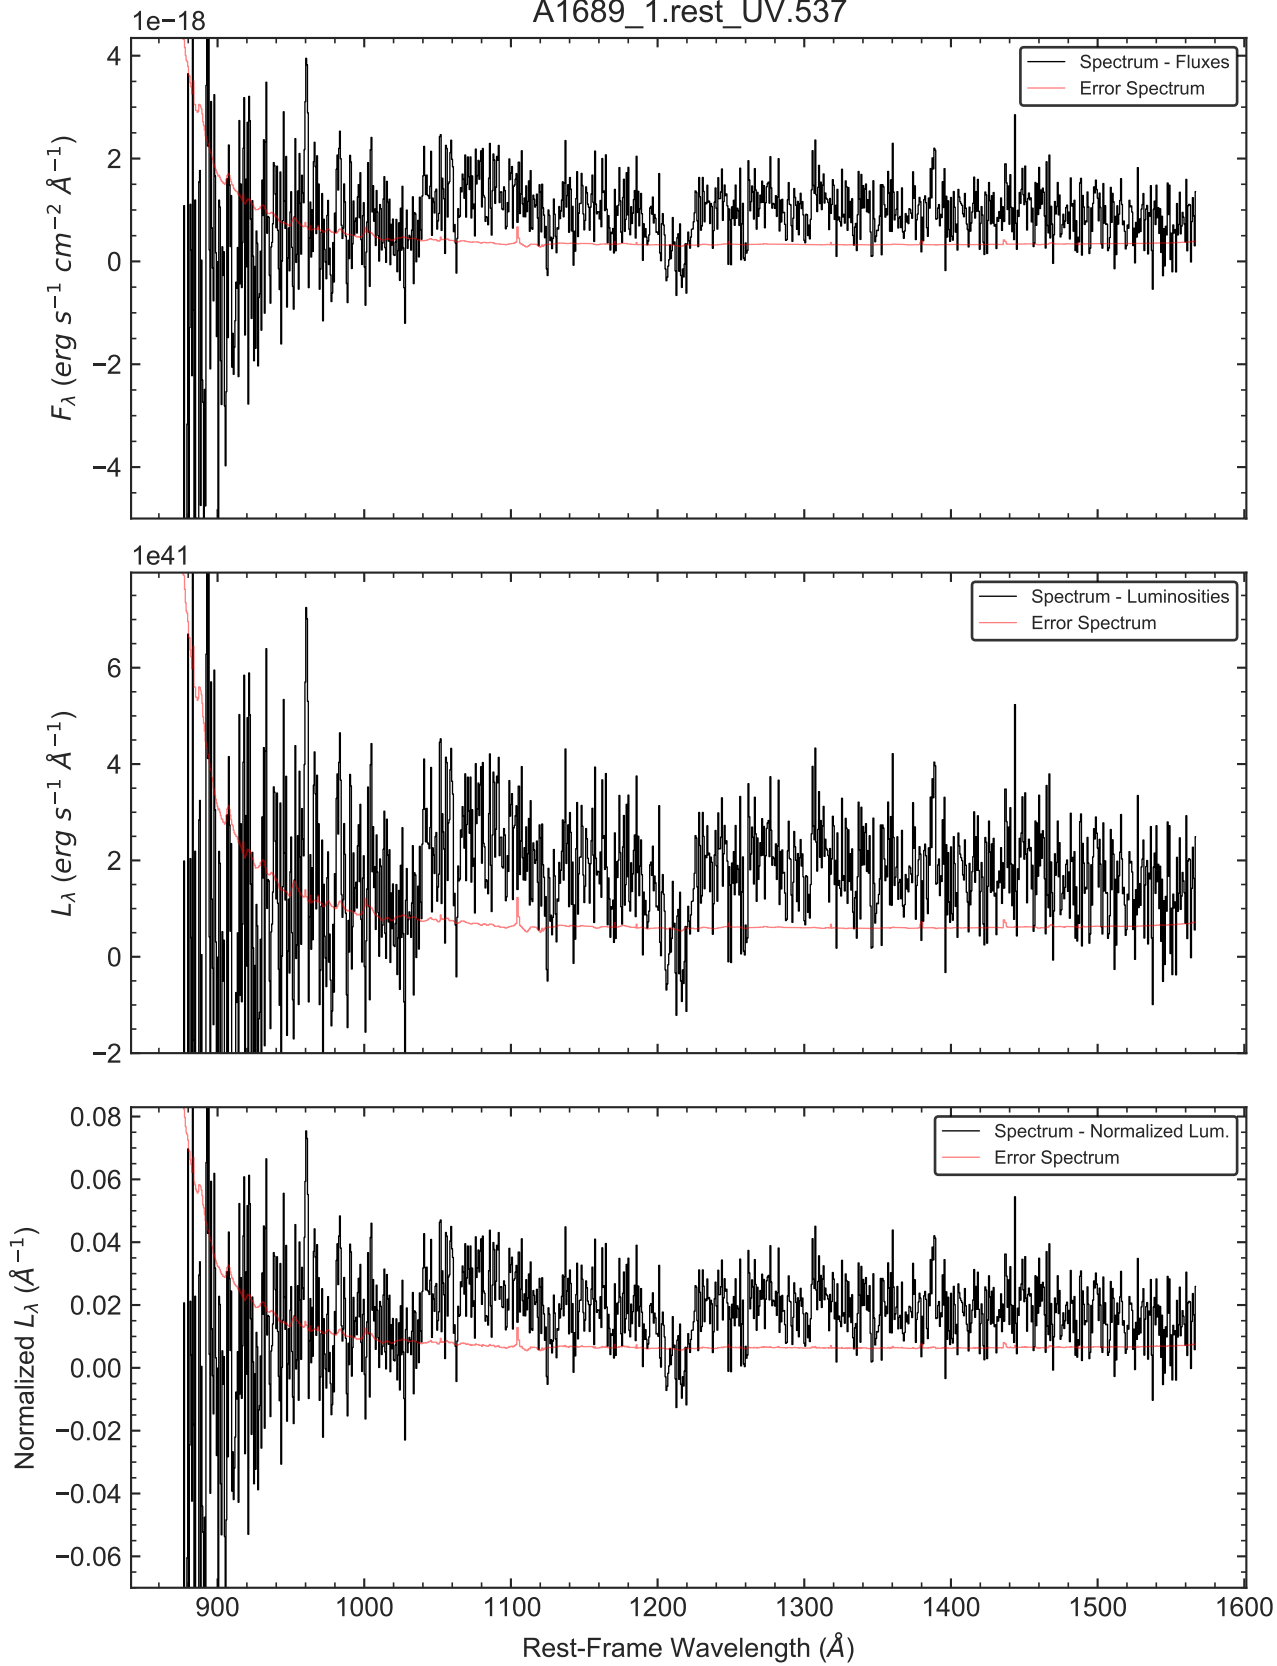 A1689_1.rest_UV.537
1e−18
Spectrum - Fluxes
Error Spectrum
4
2
0
−2
−4
Fλ (erg s⁻¹ cm⁻² Å⁻¹)
1e41
Spectrum - Luminosities
Error Spectrum
6
4
2
0
−2
Lλ (erg s⁻¹ Å⁻¹)
Spectrum - Normalized Lum.
Error Spectrum
0.08
0.06
0.04
0.02
0.00
−0.02
−0.04
−0.06
Normalized Lλ (Å⁻¹)
900 1000 1100 1200 1300 1400 1500 1600
Rest-Frame Wavelength (Å)